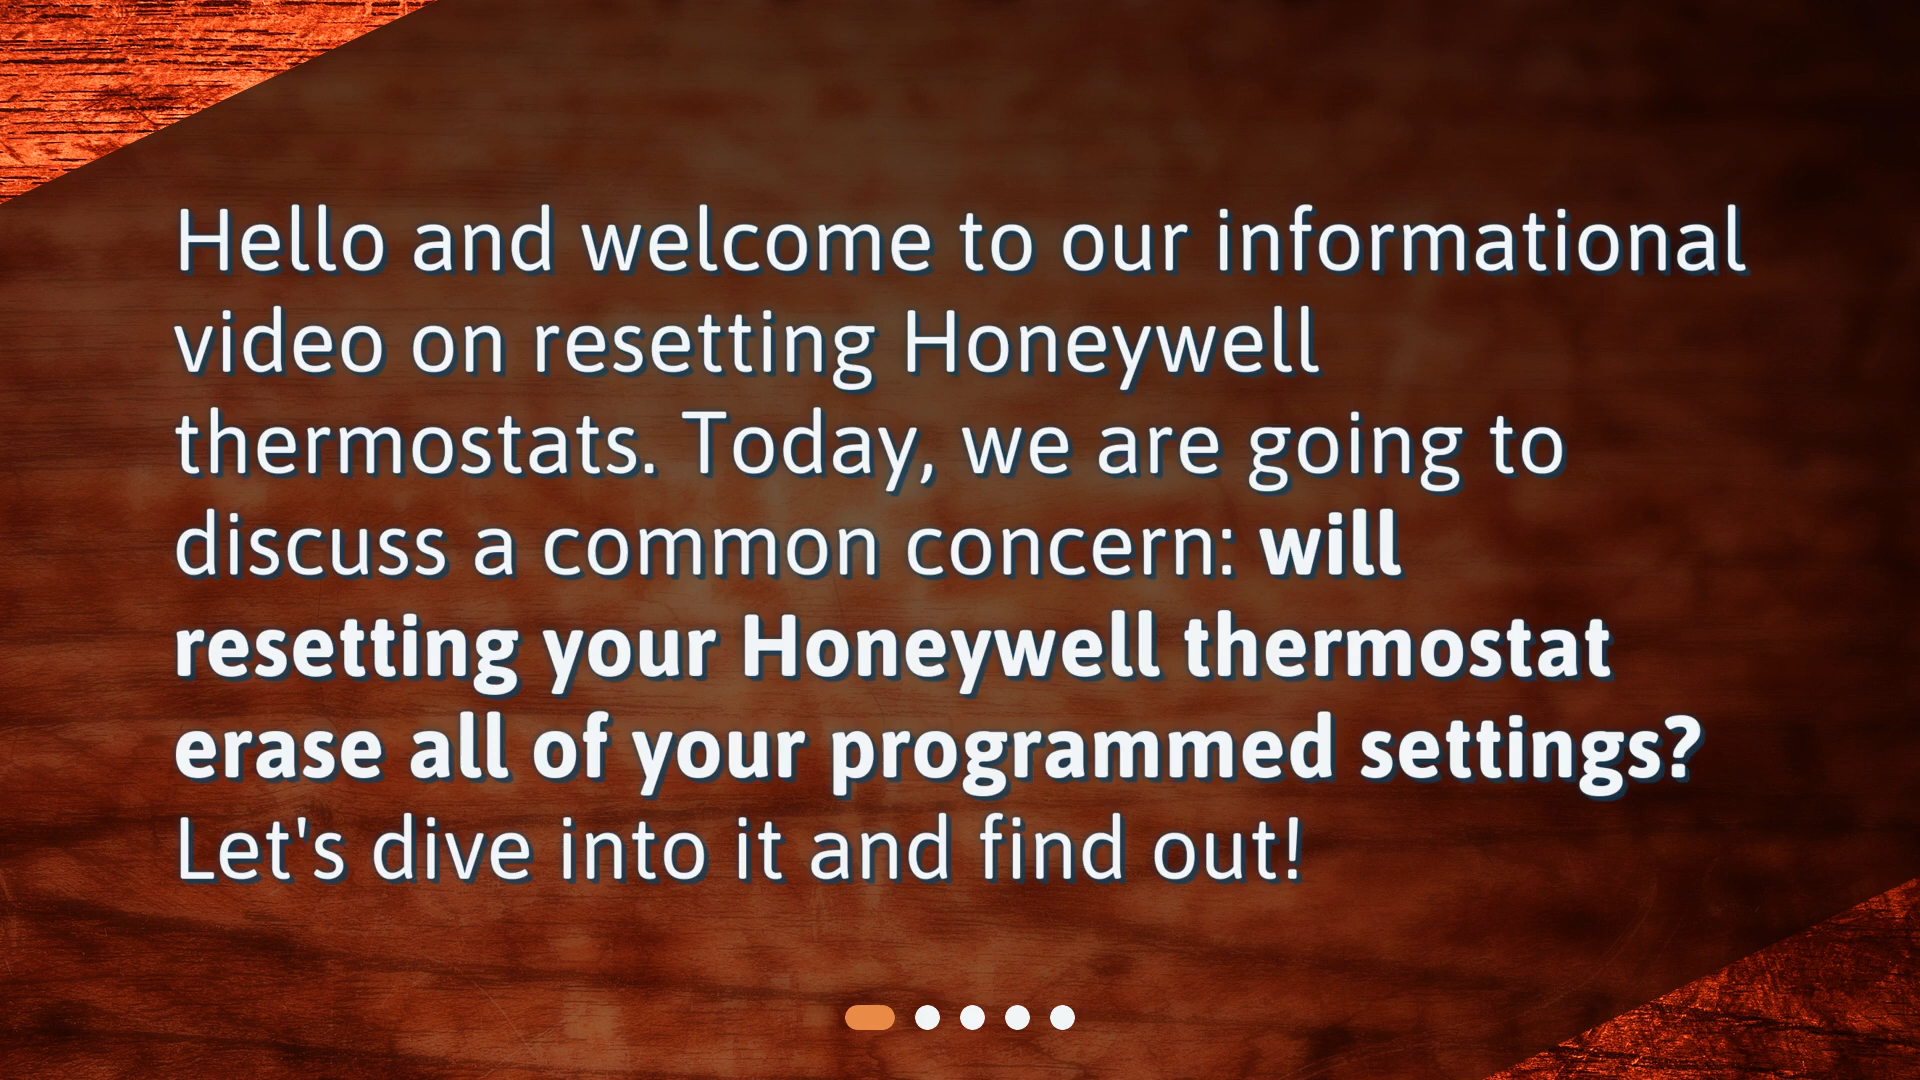 Hello and welcome to our informational
video on resetting Honeywell
thermostats. Today, we are going to
discuss a common concern: will
resetting your Honeywell thermostat
erase all of your programmed settings?
Let's dive into it and find out!